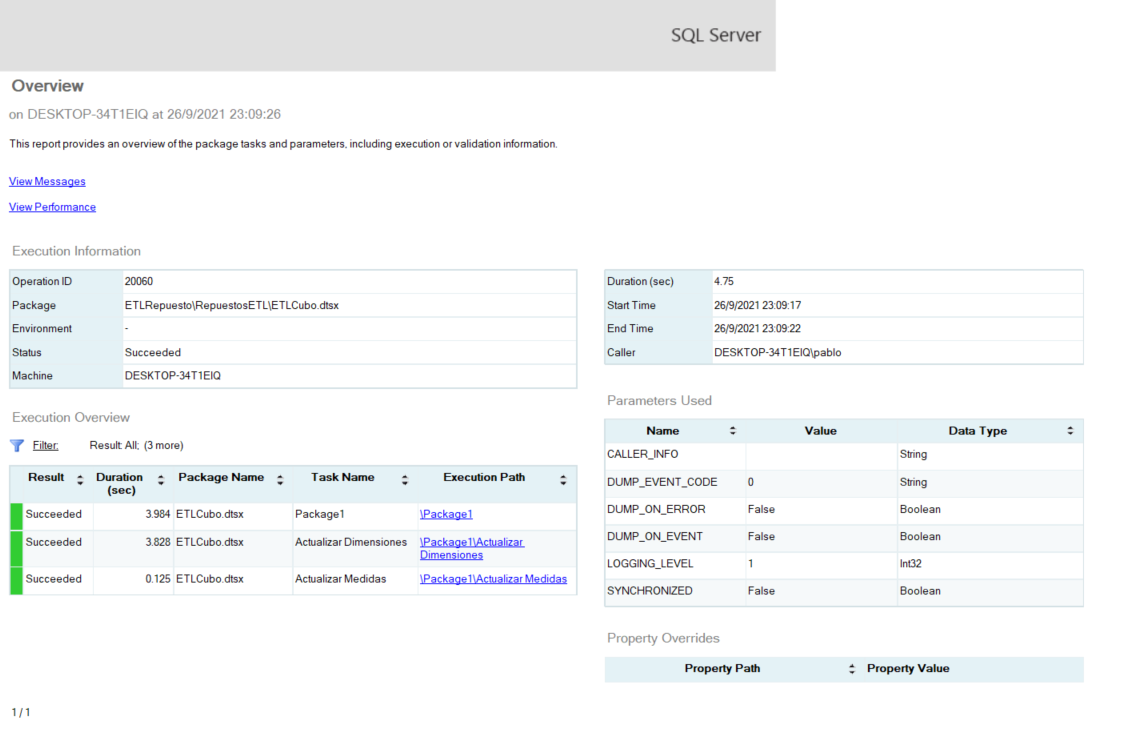 SQL Server
Overview
on DESKTOP-34T1EIQ at 26/9/2021 23:09:26
This report provides an overview of the package tasks and parameters, including execution or validation information.
View Messages
View Performance
Execution Information
Operation ID 20060
Package ETLRepuesto\RepuestosETL\ETLCubo.dtsx
Environment -
Status Succeeded
Machine DESKTOP-34T1EIQ
Duration (sec) 4.75
Start Time 26/9/2021 23:09:17
End Time 26/9/2021 23:09:22
Caller DESKTOP-34T1EIQ\pablo
Execution Overview
Filter: Result: All; (3 more)
Result Duration (sec) Package Name Task Name Execution Path
Succeeded 3.984 ETLCubo.dtsx Package1 \Package1
Succeeded 3.828 ETLCubo.dtsx Actualizar Dimensiones \Package1\Actualizar
Dimensiones
Succeeded 0.125 ETLCubo.dtsx Actualizar Medidas \Package1\Actualizar Medidas
Parameters Used
Name Value Data Type
CALLER_INFO String
DUMP_EVENT_CODE 0 String
DUMP_ON_ERROR False Boolean
DUMP_ON_EVENT False Boolean
LOGGING_LEVEL 1 Int32
SYNCHRONIZED False Boolean
Property Overrides
Property Path Property Value
1 / 1